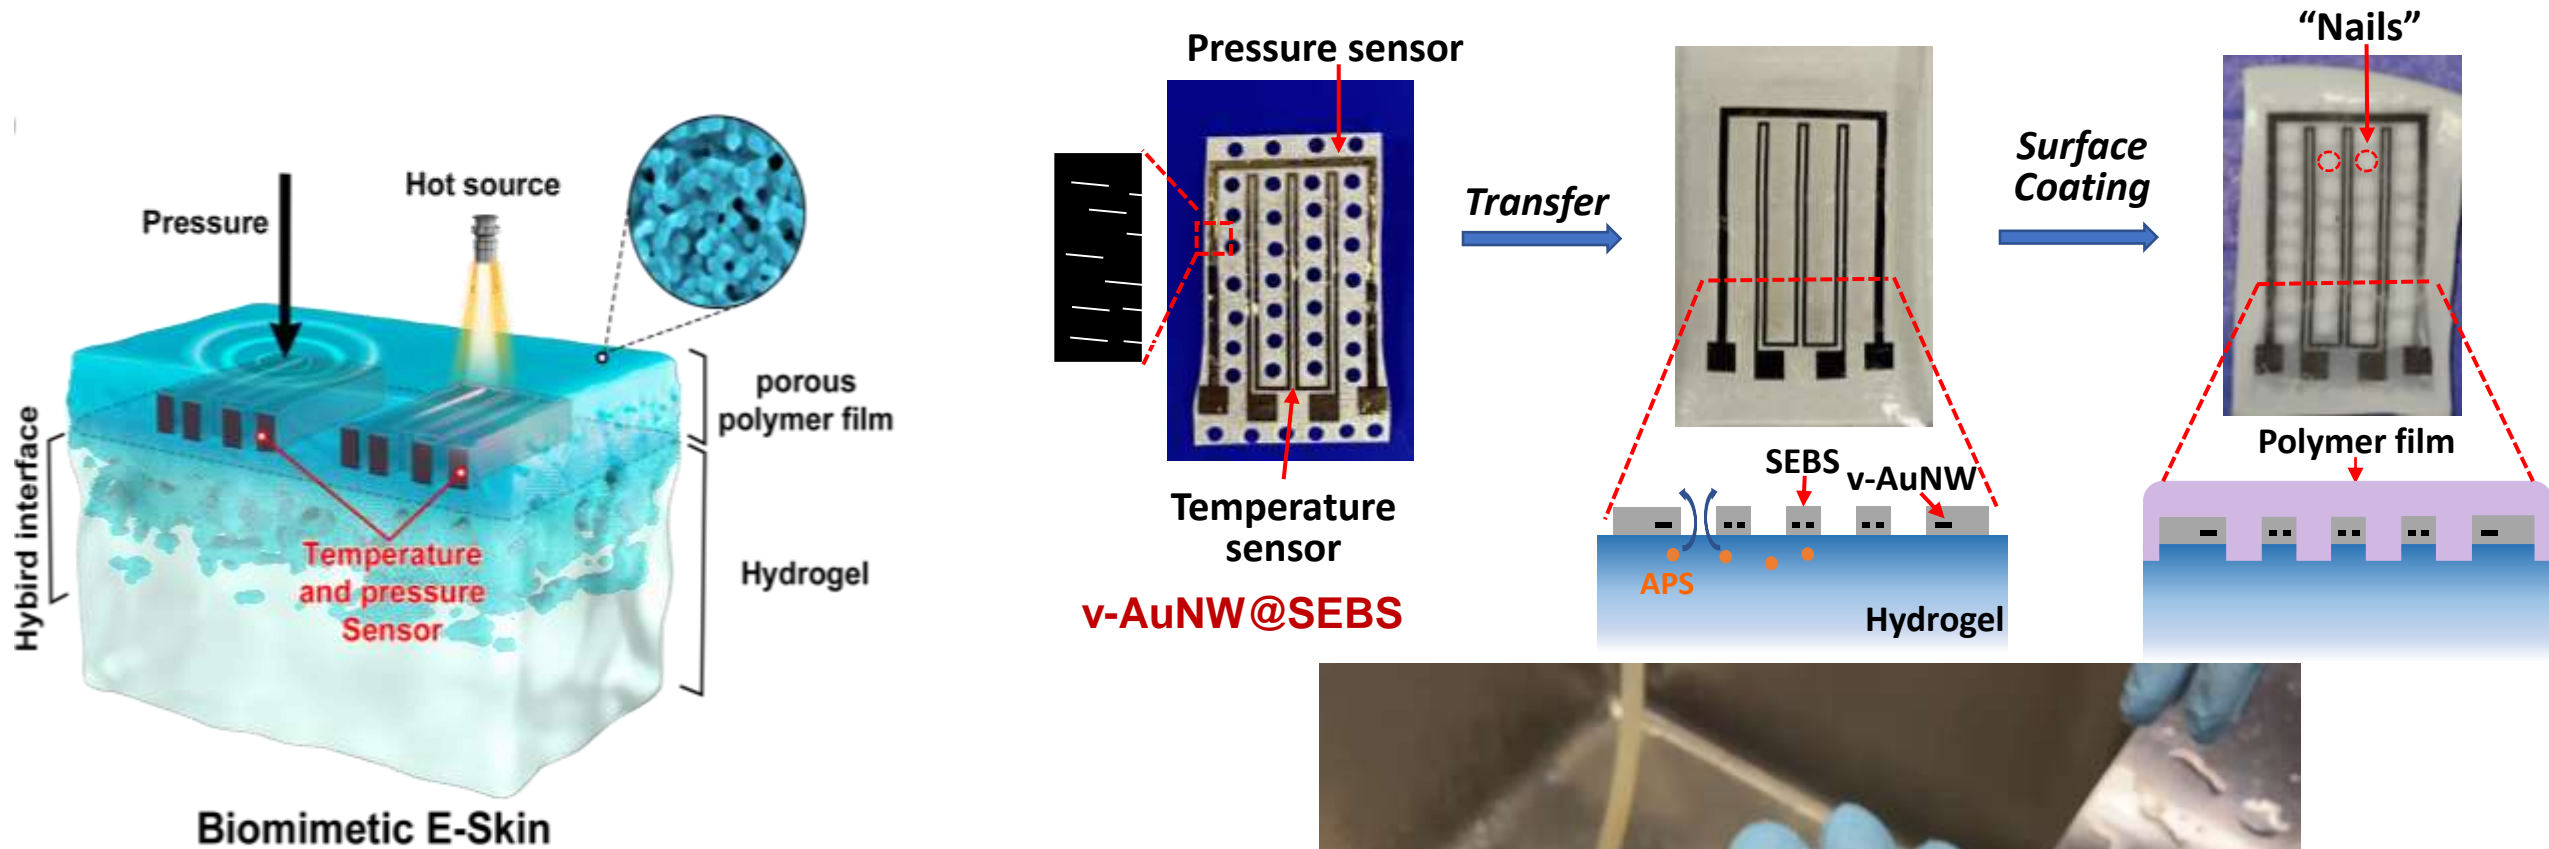 Pressure
Hot source
porous
polymer film
Hybird interface
Temperature
and pressure
Sensor
Hydrogel
Biomimetic E-Skin
Pressure sensor
Temperature
sensor
v-AuNW@SEBS
Transfer
SEBS
v-AuNW
APS
Hydrogel
Surface
Coating
“Nails”
Polymer film